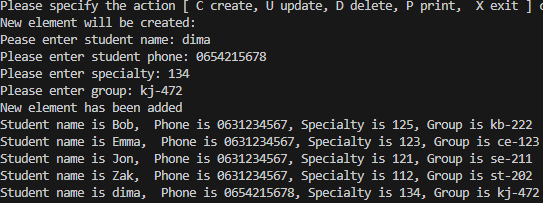 Please specify the action [ C create, U update, D delete, P print,  X exit ] c
New element will be created:
Pease enter student name: dima
Please enter student phone: 0654215678
Please enter specialty: 134
Please enter group: kj-472
New element has been added
Student name is Bob,  Phone is 0631234567, Specialty is 125, Group is kb-222
Student name is Emma,  Phone is 0631234567, Specialty is 123, Group is ce-123
Student name is Jon,  Phone is 0631234567, Specialty is 121, Group is se-211
Student name is Zak,  Phone is 0631234567, Specialty is 112, Group is st-202
Student name is dima,  Phone is 0654215678, Specialty is 134, Group is kj-472